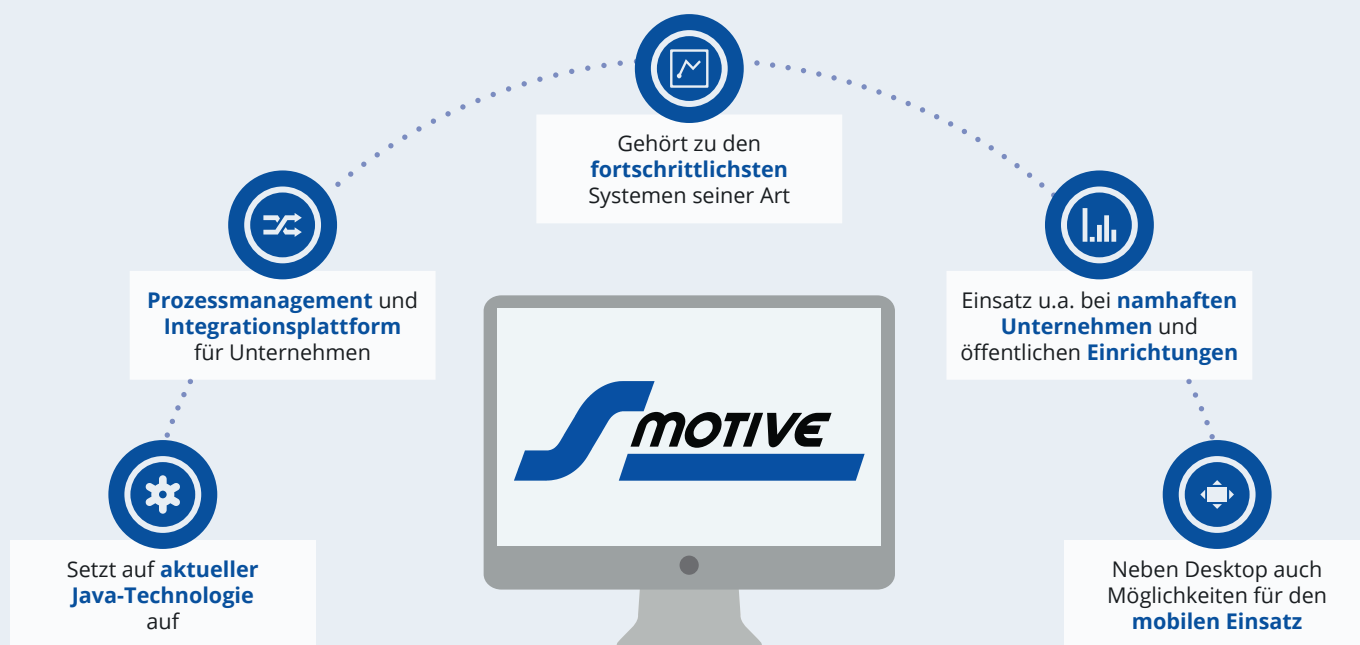 Gehört zu den
fortschrittlichsten
Systemen seiner Art
Prozessmanagement und
Integrationsplattform
für Unternehmen
Einsatz u.a. bei namhaften
Unternehmen und
öffentlichen Einrichtungen
MOTIVE
Setzt auf aktueller
Java-Technologie
auf
Neben Desktop auch
Möglichkeiten für den
mobilen Einsatz